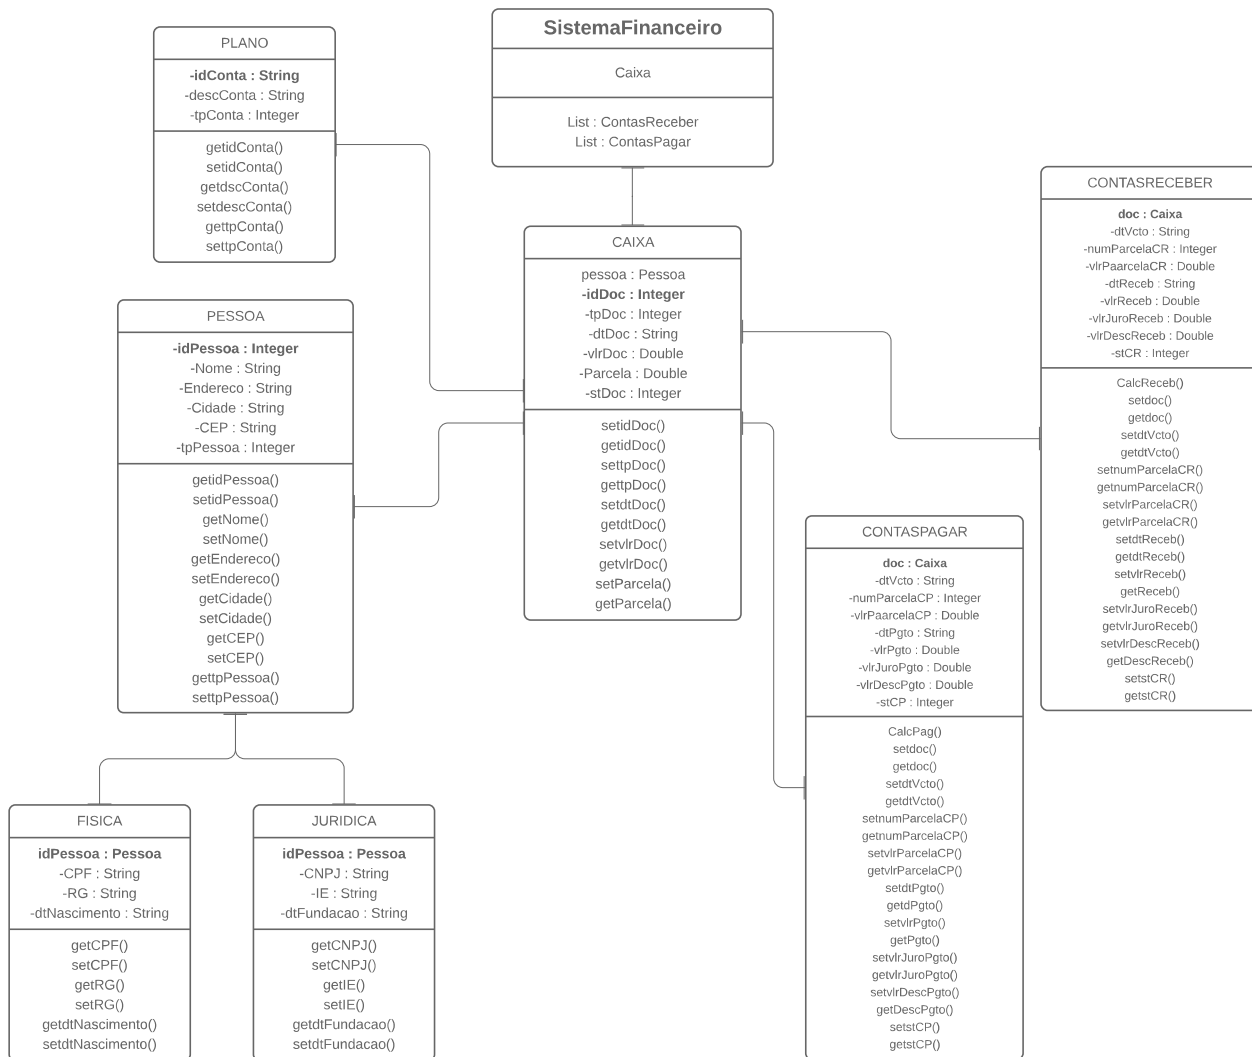 PLANO
-idConta : String
-descConta : String
-tpConta : Integer
getidConta()
setidConta()
getdscConta()
setdescConta()
gettpConta()
settpConta()
SistemaFinanceiro
Caixa
List : ContasReceber
List : ContasPagar
CONTASRECEBER
doc : Caixa
-dtVcto : String
-numParcelaCR : Integer
-vlrPaarcelaCR : Double
-dtReceb : String
-vlrReceb : Double
-vlrJuroReceb : Double
-vlrDescReceb : Double
-stCR : Integer
CalcReceb()
setdoc()
getdoc()
setdtVcto()
getdtVcto()
setnumParcelaCR()
getnumParcelaCR()
setvlrParcelaCR()
getvlrParcelaCR()
setdtReceb()
getdtReceb()
setvlrReceb()
getReceb()
setvlrJuroReceb()
getvlrJuroReceb()
setvlrDescReceb()
getDescReceb()
setstCR()
getstCR()
CAIXA
pessoa : Pessoa
-idDoc : Integer
-tpDoc : Integer
-dtDoc : String
-vlrDoc : Double
-Parcela : Double
-stDoc : Integer
setidDoc()
getidDoc()
settpDoc()
gettpDoc()
setdtDoc()
getdtDoc()
setvlrDoc()
getvlrDoc()
setParcela()
getParcela()
PESSOA
-idPessoa : Integer
-Nome : String
-Endereco : String
-Cidade : String
-CEP : String
-tpPessoa : Integer
getidPessoa()
setidPessoa()
getNome()
setNome()
getEndereco()
setEndereco()
getCidade()
setCidade()
getCEP()
setCEP()
gettpPessoa()
settpPessoa()
CONTASPAGAR
doc : Caixa
-dtVcto : String
-numParcelaCP : Integer
-vlrPaarcelaCP : Double
-dtPgto : String
-vlrPgto : Double
-vlrJuroPgto : Double
-vlrDescPgto : Double
-stCP : Integer
CalcPag()
setdoc()
getdoc()
setdtVcto()
getdtVcto()
setnumParcelaCP()
getnumParcelaCP()
setvlrParcelaCP()
getvlrParcelaCP()
setdtPgto()
getdPgto()
setvlrPgto()
getPgto()
setvlrJuroPgto()
getvlrJuroPgto()
setvlrDescPgto()
getDescPgto()
setstCP()
getstCP()
FISICA
idPessoa : Pessoa
-CPF : String
-RG : String
-dtNascimento : String
getCPF()
setCPF()
getRG()
setRG()
getdtNascimento()
setdtNascimento()
JURIDICA
idPessoa : Pessoa
-CNPJ : String
-IE : String
-dtFundacao : String
getCNPJ()
setCNPJ()
getIE()
setIE()
getdtFundacao()
setdtFundacao()